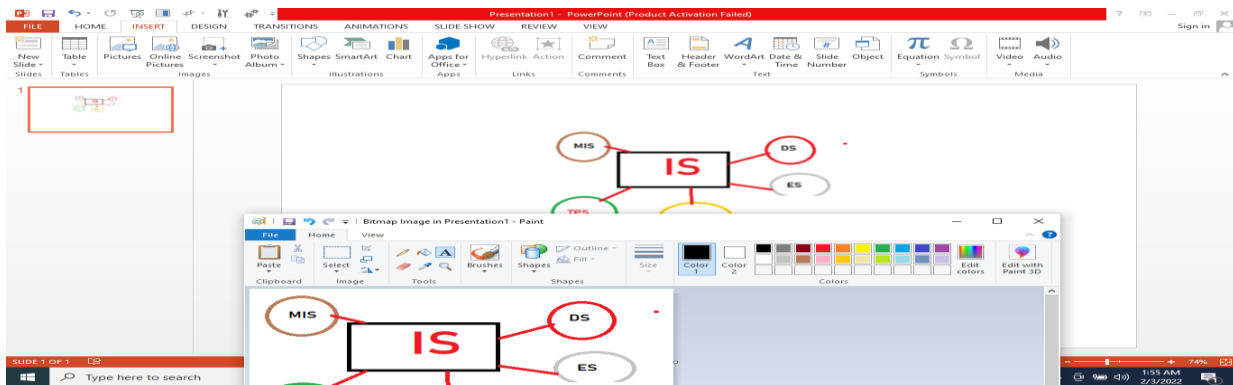 Presentation1 - PowerPoint (Product Activation Failed)
FILE HOME INSERT DESIGN TRANSITIONS ANIMATIONS SLIDE SHOW REVIEW VIEW Sign in
New Slide Table Pictures Online Pictures Screenshot Photo Album Shapes SmartArt Chart Apps for Office Hyperlink Action Comment Text Box Header & Footer WordArt Date & Time Slide Number Object Equation Symbol Video Audio
Slides Tables Images Illustrations Apps Links Comments Text Symbols Media
1
MIS
DS
IS
ES
TPS
Bitmap Image in Presentation1 - Paint
File Home View
Paste Select Brushes Shapes Outline Fill Size Color 1 Color 2 Edit colors Edit with Paint 3D
Clipboard Image Tools Shapes Colors
MIS
DS
IS
ES
SLIDE 1 OF 1
74%
Type here to search
1:55 AM
2/3/2022